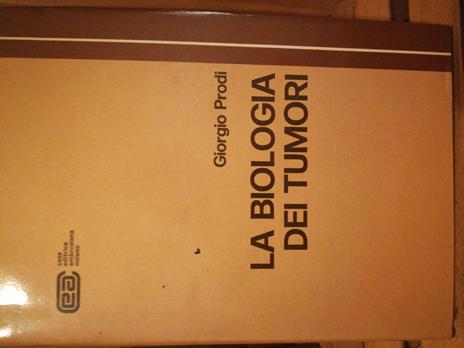 Giorgio Prodi
LA BIOLOGIA
DEI TUMORI
casa
editrice
ambrosiana
milano